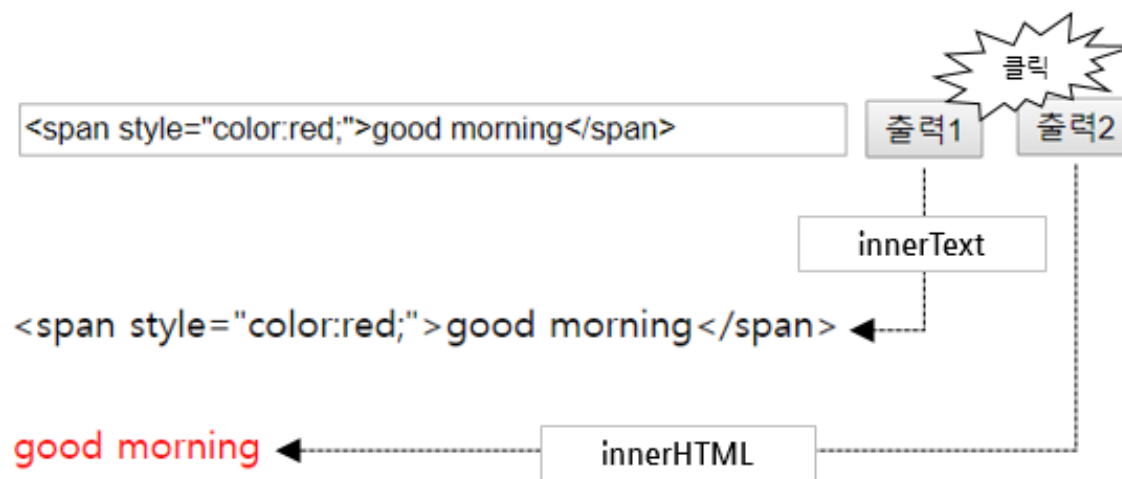 클릭
<span style="color:red;">good morning</span>
출력1
출력2
innerText
<span style="color:red;">good morning</span>
good morning
innerHTML